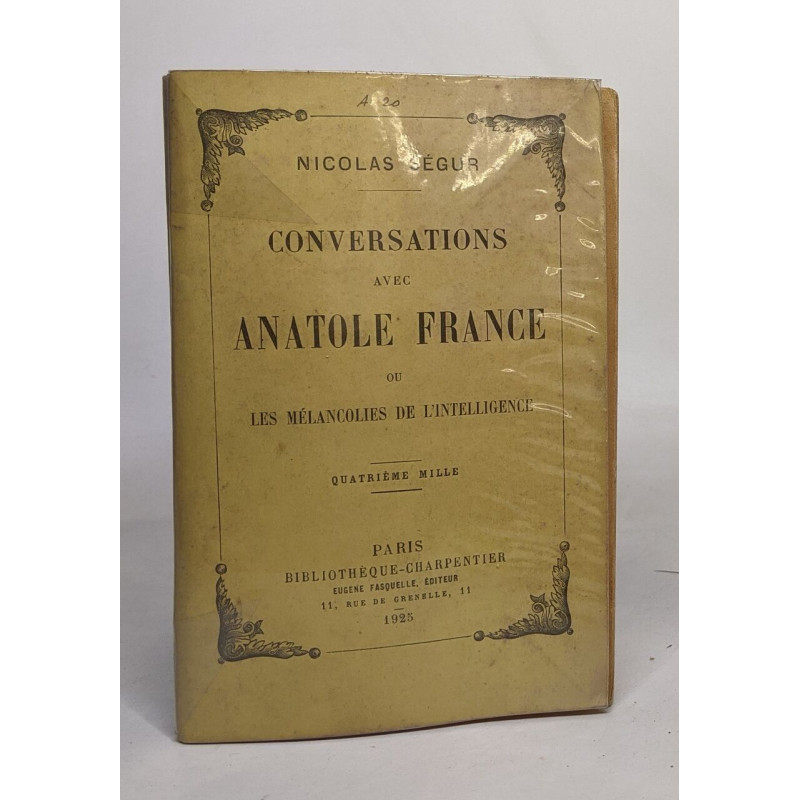 A 20
NICOLAS SÉGUR
CONVERSATIONS
AVEC
ANATOLE FRANCE
OU
LES MÉLANCOLIES DE L'INTELLIGENCE
QUATRIÈME MILLE
PARIS
BIBLIOTHÈQUE-CHARPENTIER
EUGÈNE FASQUELLE, ÉDITEUR
11, RUE DE GRENELLE, 11
1925